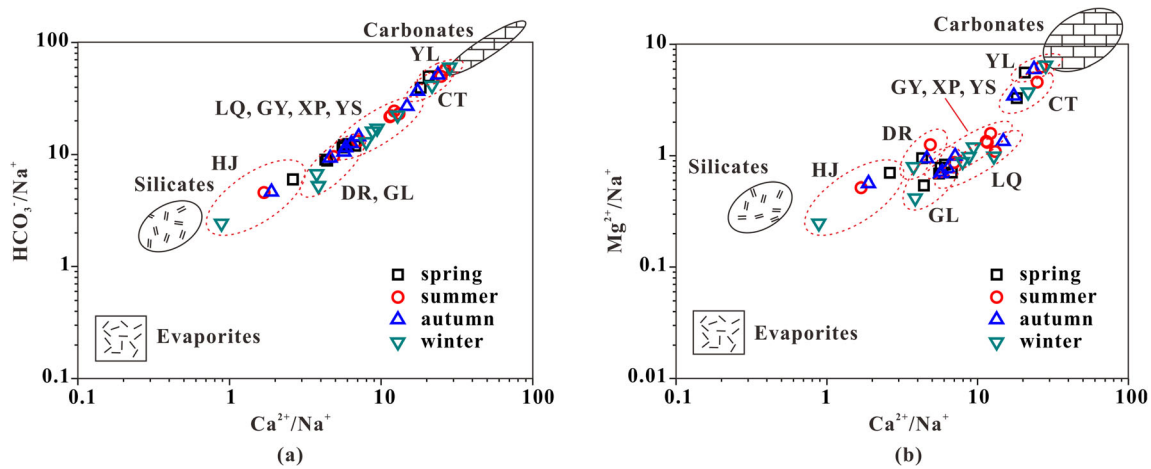 Carbonates
YL
CT
LQ, GY, XP, YS
HJ
DR, GL
Silicates
Evaporites
spring
summer
autumn
winter
HCO₃⁻/Na⁺
100
10
1
0.1
0.1
1
10
100
Ca²⁺/Na⁺
(a)
Carbonates
YL
CT
GY, XP, YS
DR
HJ
LQ
GL
Silicates
Evaporites
spring
summer
autumn
winter
Mg²⁺/Na⁺
10
1
0.1
0.01
0.1
1
10
100
Ca²⁺/Na⁺
(b)